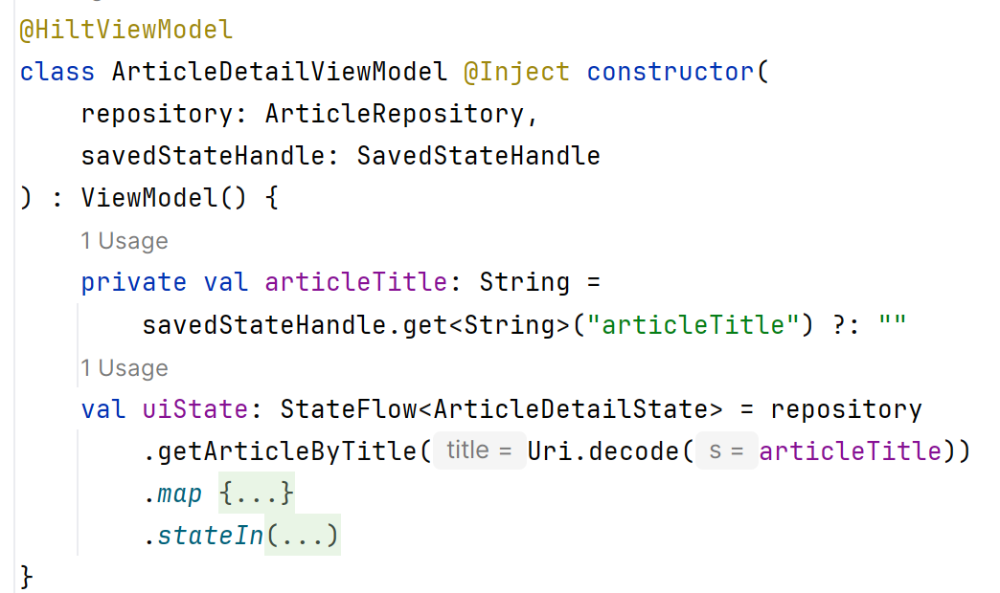 @HiltViewModel
class ArticleDetailViewModel @Inject constructor(
    repository: ArticleRepository,
    savedStateHandle: SavedStateHandle
) : ViewModel() {
    1 Usage
    private val articleTitle: String =
        savedStateHandle.get<String>("articleTitle") ?: ""
    1 Usage
    val uiState: StateFlow<ArticleDetailState> = repository
        .getArticleByTitle( title = Uri.decode( s = articleTitle))
        .map {...}
        .stateIn(...)
}